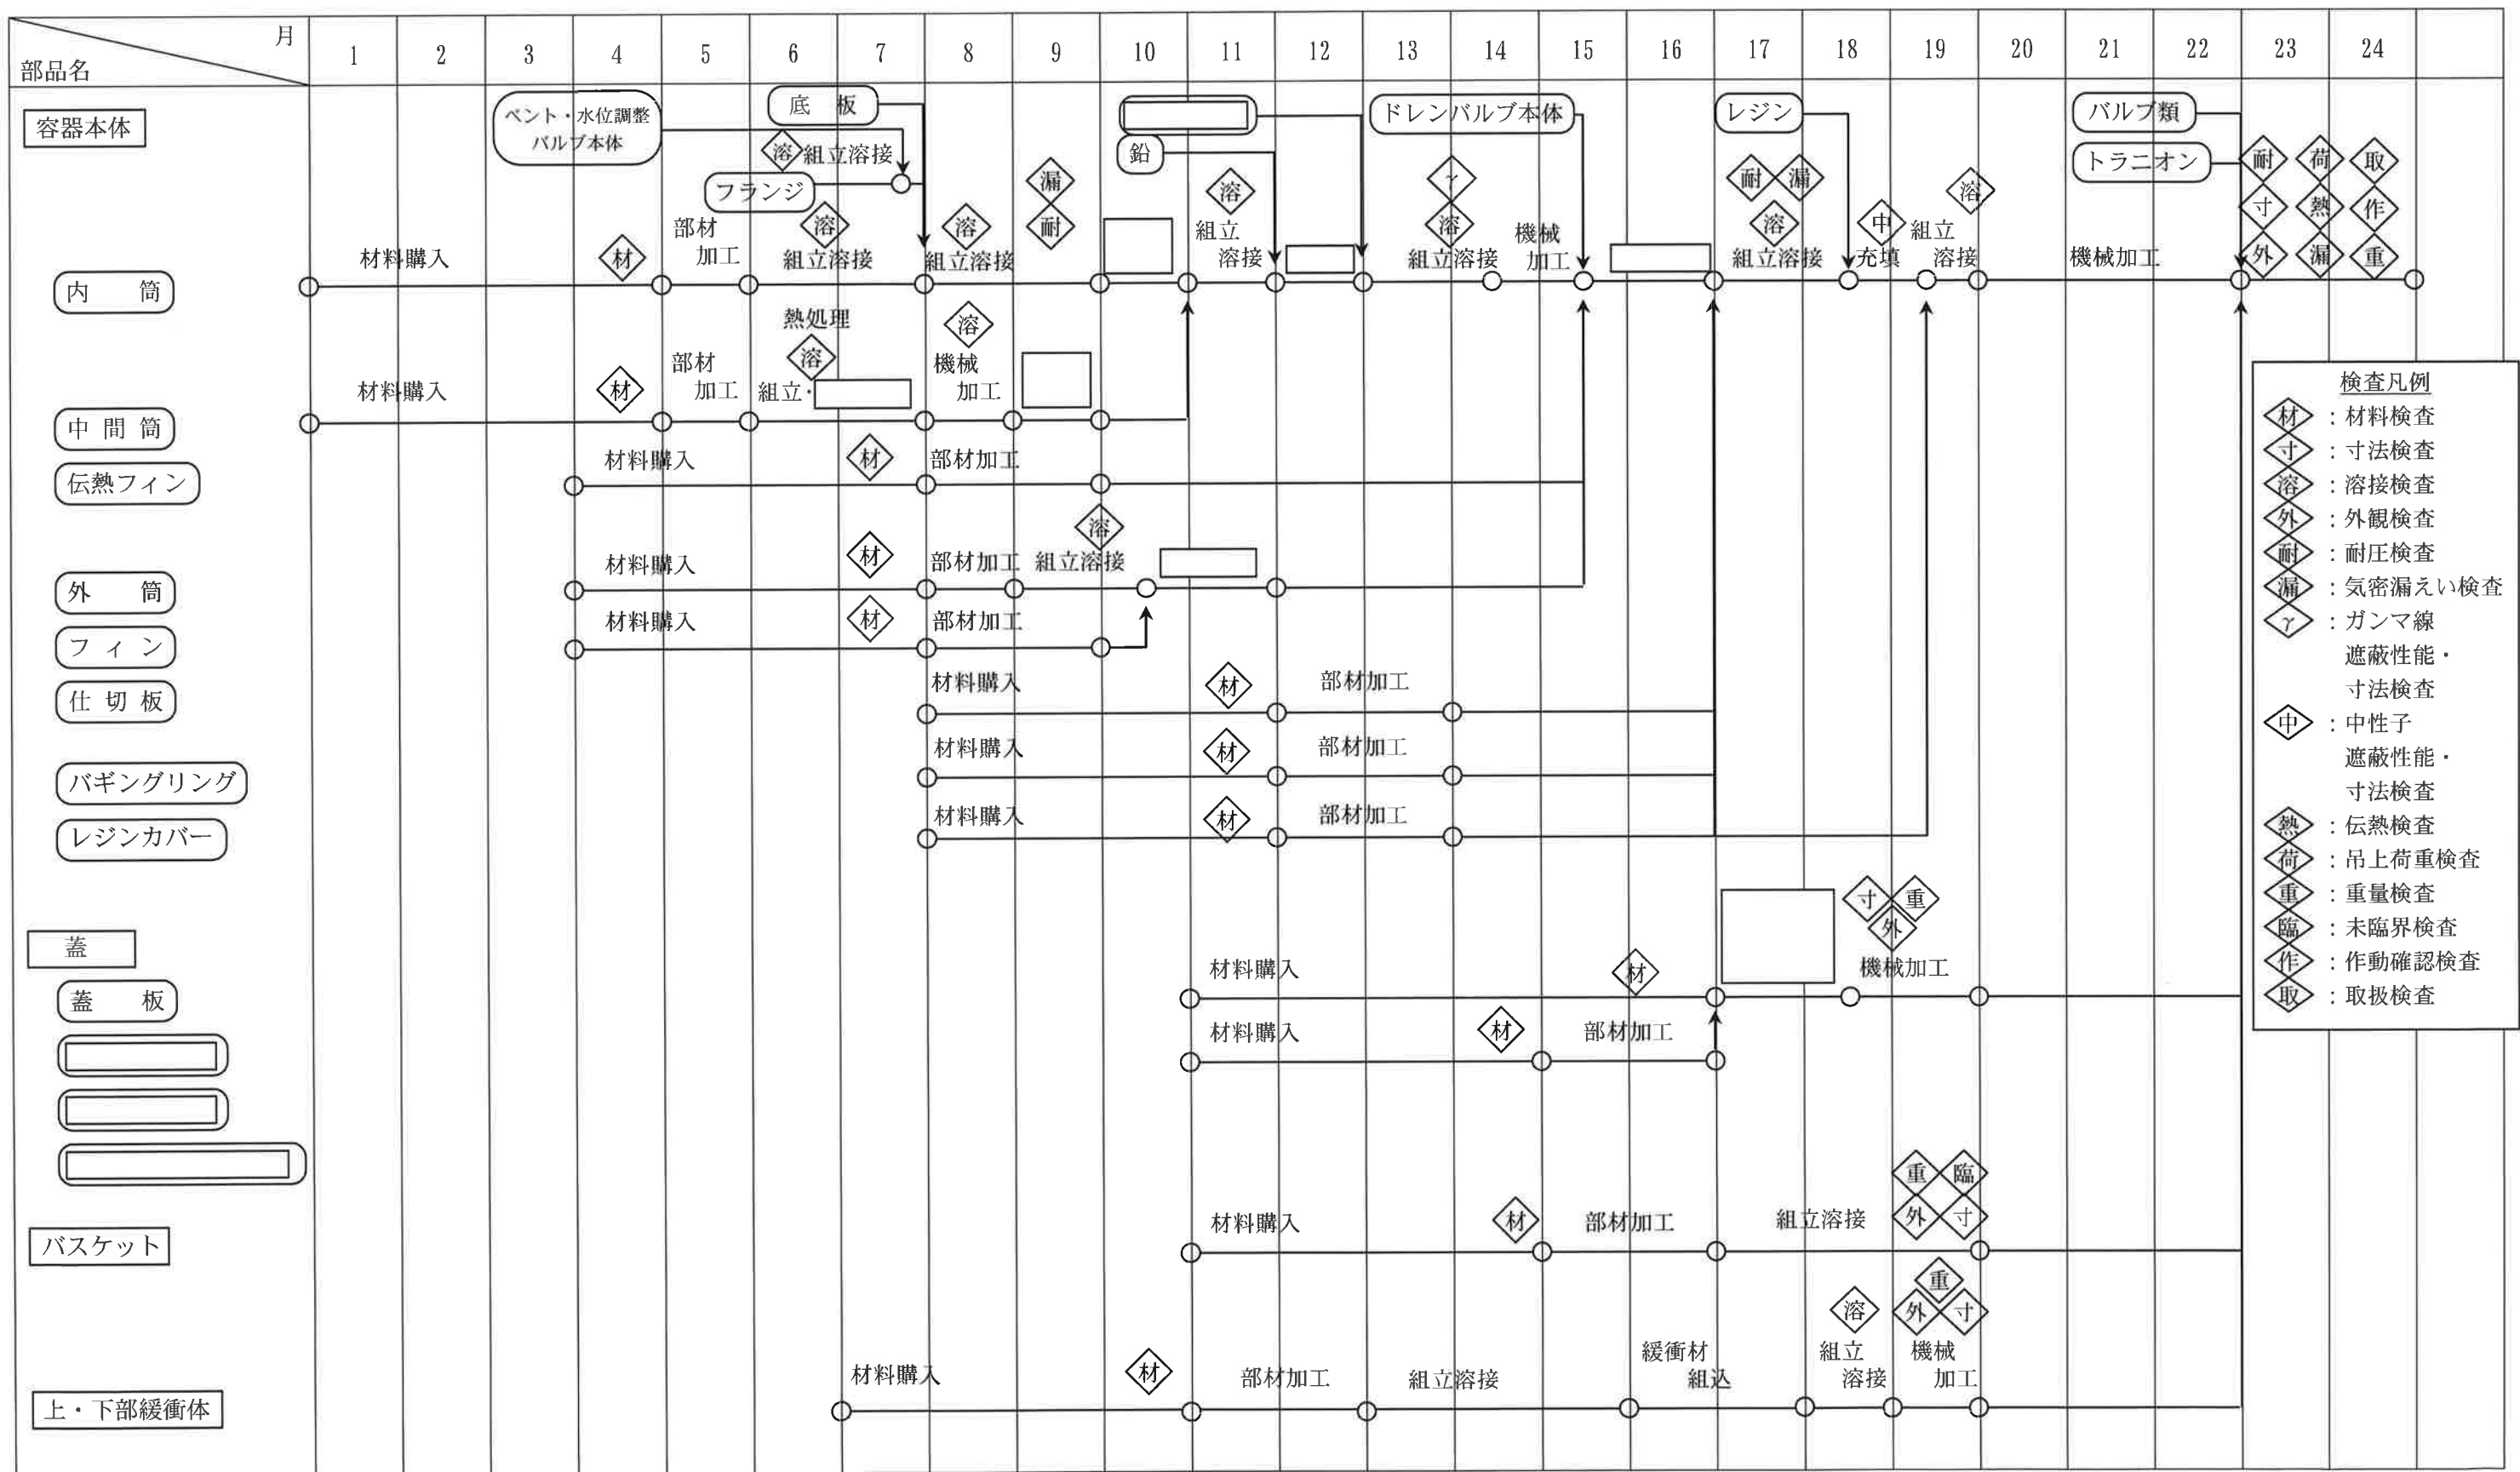 月
部品名
1 2 3 4 5 6 7 8 9 10 11 12 13 14 15 16 17 18 19 20 21 22 23 24
容器本体
ベント・水位調整
バルブ本体
底 板
溶 組立溶接
フランジ
鉛
ドレンバルブ本体
レジン
バルブ類
トラニオン
内 筒
材料購入
材
部材
加工
溶
組立溶接
溶
組立溶接
漏
耐
溶
組立
溶接
γ
溶
組立溶接
機械
加工
耐 漏
溶
組立溶接
中
充填
組立
溶接
溶
機械加工
耐 荷 取
寸 熱 作
外 漏 重
中 間 筒
材料購入
材
部材
加工
熱処理
溶
組立・
溶
機械
加工
伝熱フィン
材料購入
材
部材加工
外 筒
材料購入
材
部材加工
溶
組立溶接
フ ィ ン
材料購入
材
部材加工
仕 切 板
材料購入
材
部材加工
バギングリング
材料購入
材
部材加工
レジンカバー
材料購入
材
部材加工
蓋
蓋 板
材料購入
材
寸 重
外
機械加工
材料購入
材
部材加工
バスケット
材料購入
材
部材加工
組立溶接
重 臨
外 寸
上・下部緩衝体
材料購入
材
部材加工
組立溶接
緩衝材
組込
溶
組立
溶接
重
外 寸
機械
加工
検査凡例
材 : 材料検査
寸 : 寸法検査
溶 : 溶接検査
外 : 外観検査
耐 : 耐圧検査
漏 : 気密漏えい検査
γ : ガンマ線
遮蔽性能・
寸法検査
中 : 中性子
遮蔽性能・
寸法検査
熱 : 伝熱検査
荷 : 吊上荷重検査
重 : 重量検査
臨 : 未臨界検査
作 : 作動確認検査
取 : 取扱検査